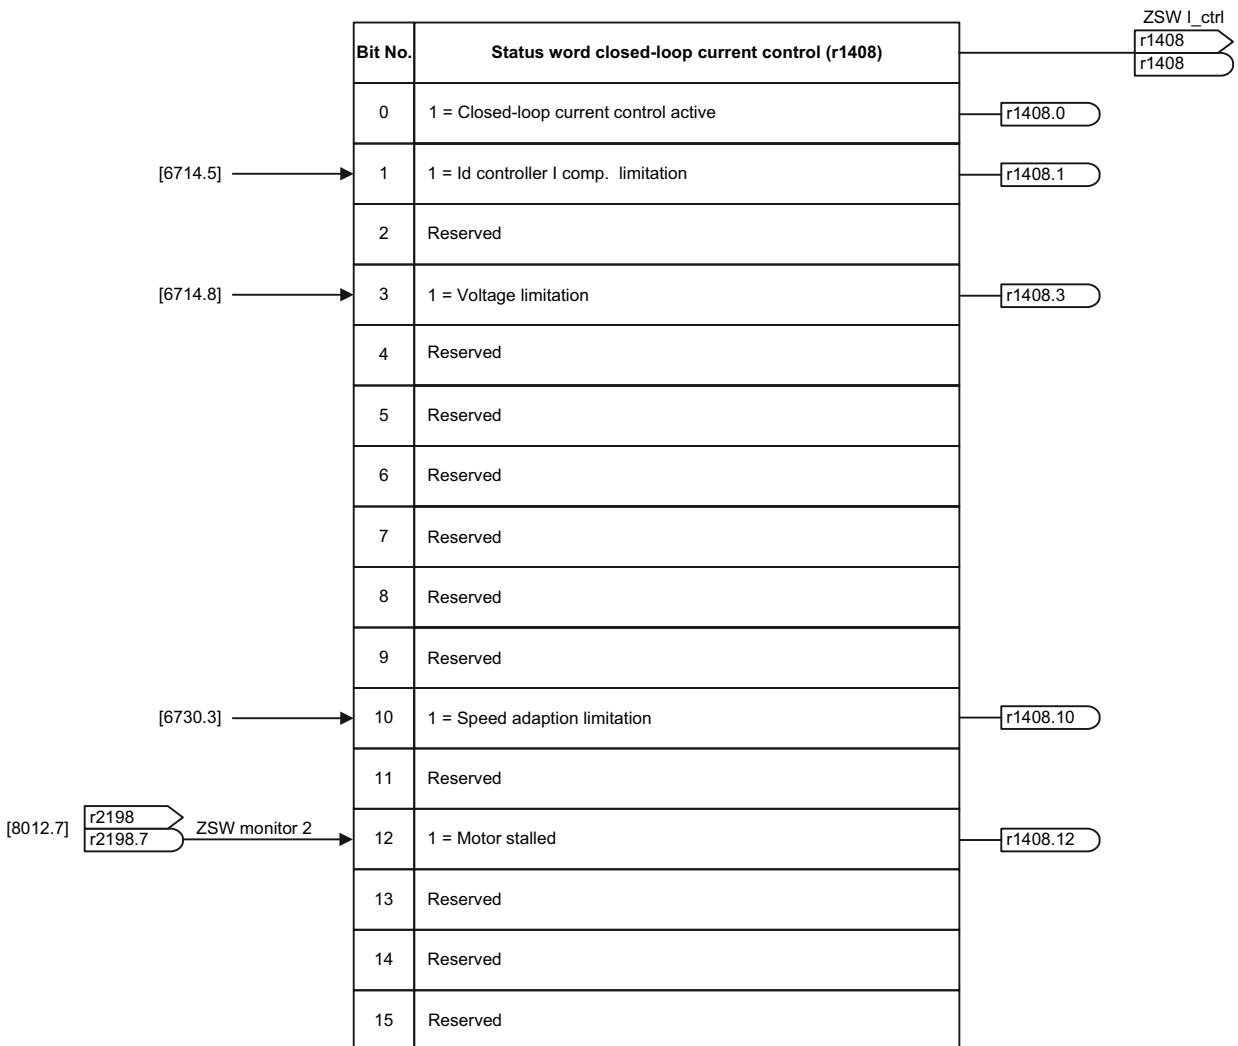 ZSW I_ctrl
r1408
r1408
Bit No. Status word closed-loop current control (r1408)
0 1 = Closed-loop current control active r1408.0
[6714.5] 1 1 = Id controller I comp. limitation r1408.1
2 Reserved
[6714.8] 3 1 = Voltage limitation r1408.3
4 Reserved
5 Reserved
6 Reserved
7 Reserved
8 Reserved
9 Reserved
[6730.3] 10 1 = Speed adaption limitation r1408.10
11 Reserved
[8012.7] r2198
r2198.7 ZSW monitor 2 12 1 = Motor stalled r1408.12
13 Reserved
14 Reserved
15 Reserved